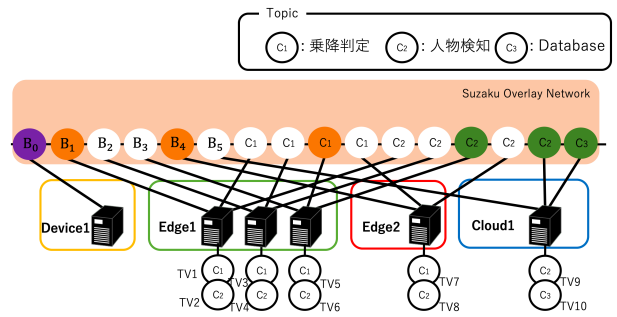 Topic
C₁ : 乗降判定 C₂ : 人物検知 C₃ : Database
Suzaku Overlay Network
B₀ B₁ B₂ B₃ B₄ B₅ C₁ C₁ C₁ C₁ C₂ C₂ C₂ C₂ C₂ C₃
Device1 Edge1 Edge2 Cloud1
C₁ C₁ C₁ C₁ C₂
TV1 TV3 TV5 TV7 TV9
C₂ C₂ C₂ C₂ C₃
TV2 TV4 TV6 TV8 TV10